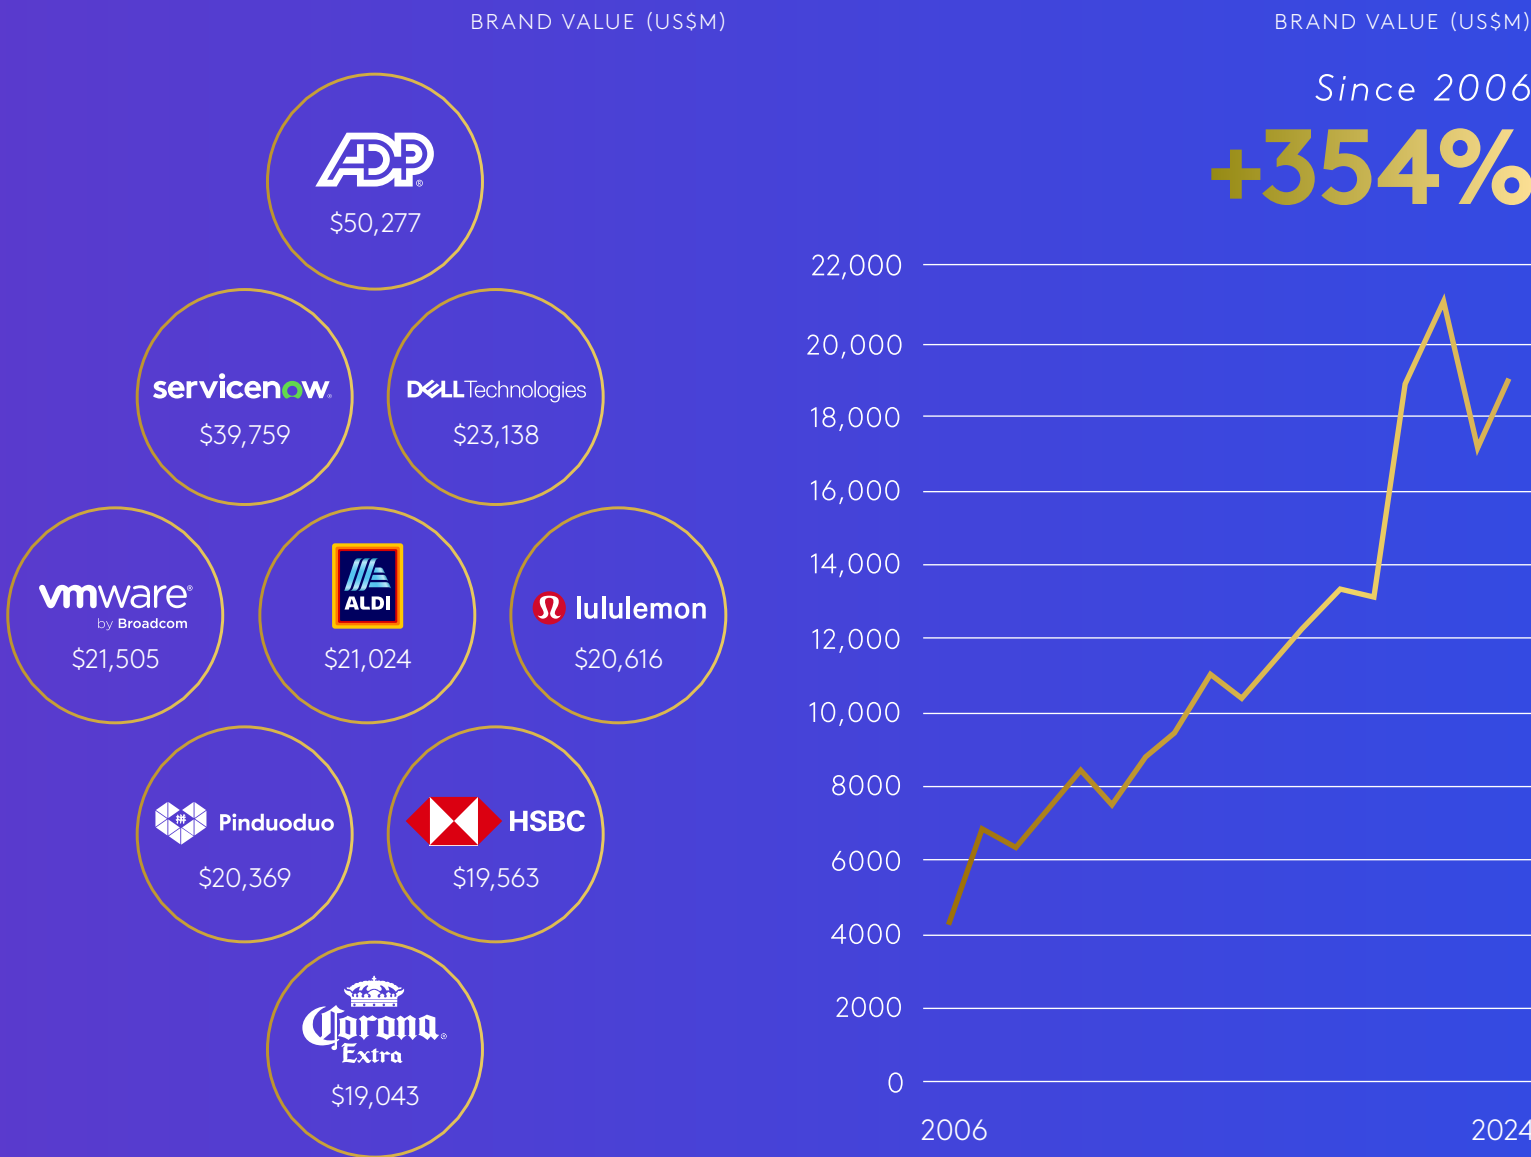 BRAND VALUE (US$M)
ADP®
$50,277
servicenow.
$39,759
DELLTechnologies
$23,138
vmware®
by Broadcom
$21,505
ALDI
$21,024
lululemon
$20,616
Pinduoduo
$20,369
HSBC
$19,563
Corona®
Extra
$19,043
BRAND VALUE (US$M)
Since 2006
+354%
22,000
20,000
18,000
16,000
14,000
12,000
10,000
8000
6000
4000
2000
0
2006
2024